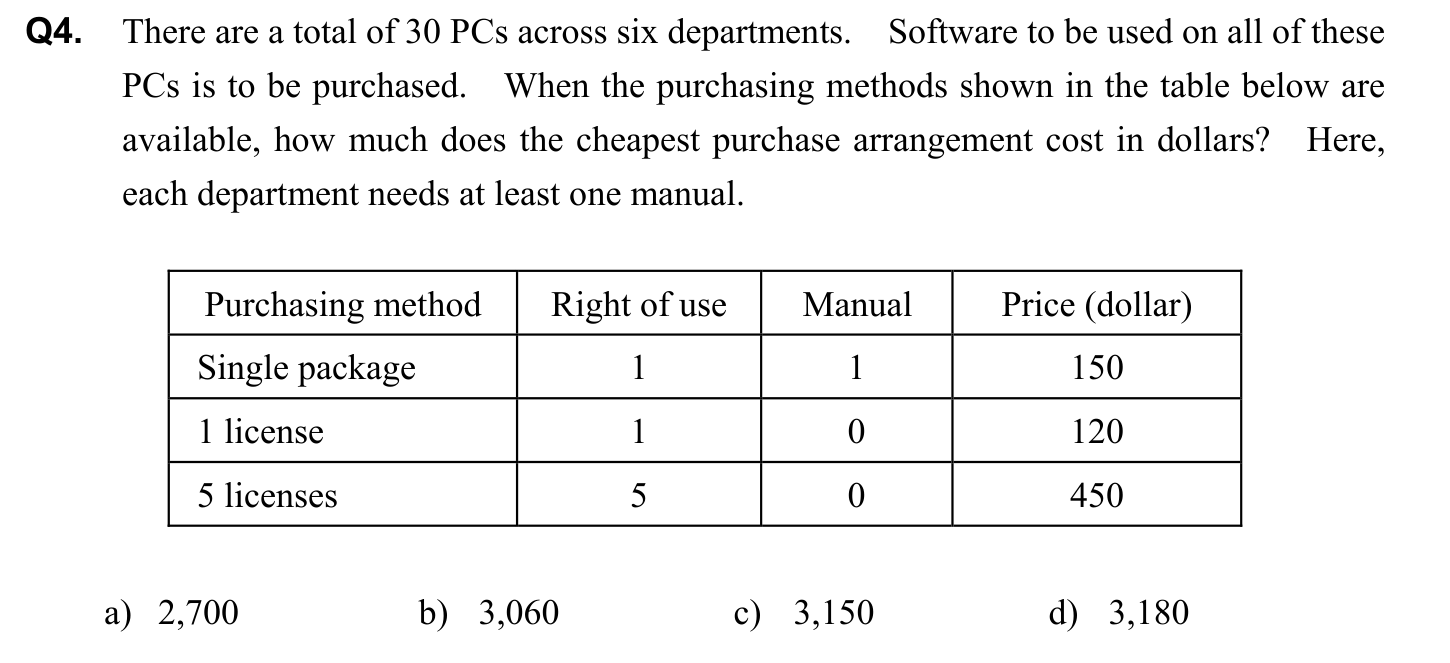 Q4. There are a total of 30 PCs across six departments. Software to be used on all of these
PCs is to be purchased. When the purchasing methods shown in the table below are
available, how much does the cheapest purchase arrangement cost in dollars? Here,
each department needs at least one manual.
Purchasing method Right of use Manual Price (dollar)
Single package 1 1 150
1 license 1 0 120
5 licenses 5 0 450
a) 2,700 b) 3,060 c) 3,150 d) 3,180